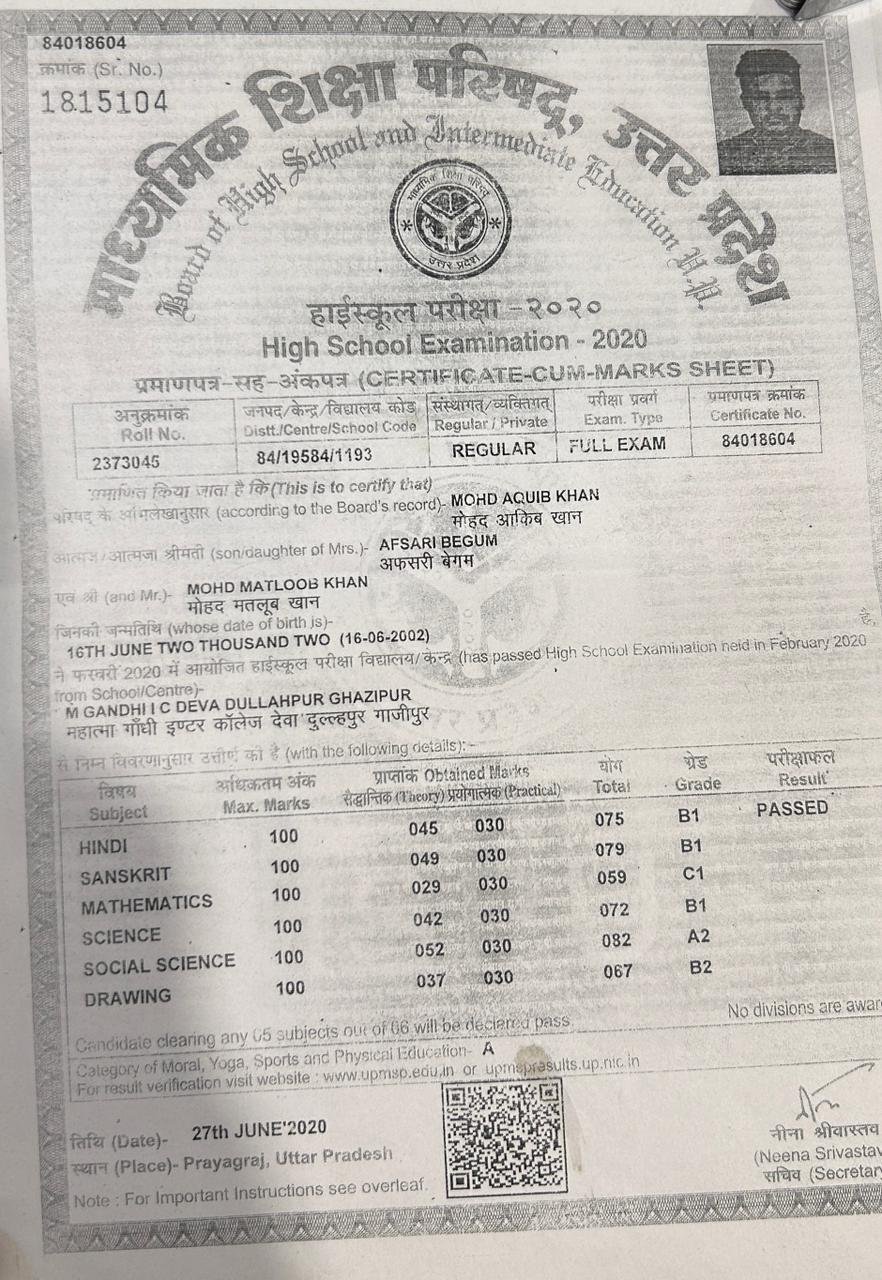 84018604
क्रमांक (Sr. No.)
1815104
माध्यमिक शिक्षा परिषद्, उत्तर प्रदेश
Board of High School and Intermediate Education U.P.
माध्यमिक शिक्षा परिषद्
उत्तर प्रदेश
हाईस्कूल परीक्षा – २०२०
High School Examination - 2020
प्रमाणपत्र-सह-अंकपत्र (CERTIFICATE-CUM-MARKS SHEET)
अनुक्रमांक जनपद/केन्द्र/विद्यालय कोड संस्थागत/व्यक्तिगत परीक्षा प्रवर्ग प्रमाणपत्र क्रमांक
Roll No. Distt./Centre/School Code Regular / Private Exam. Type Certificate No.
2373045 84/19584/1193 REGULAR FULL EXAM 84018604
प्रमाणित किया जाता है कि (This is to certify that)
परिषद के अभिलेखानुसार (according to the Board's record)- MOHD AQUIB KHAN
मोहद आकिब खान
आत्मज/आत्मजा श्रीमती (son/daughter of Mrs.)- AFSARI BEGUM
अफसरी बेगम
एवं श्री (and Mr.)- MOHD MATLOOB KHAN
मोहद मतलूब खान
जिनकी जन्मतिथि (whose date of birth is)-
16TH JUNE TWO THOUSAND TWO (16-06-2002) है,
ने फरवरी 2020 में आयोजित हाईस्कूल परीक्षा विद्यालय/केन्द्र (has passed High School Examination held in February 2020
from School/Centre)-
M GANDHI I C DEVA DULLAHPUR GHAZIPUR
महात्मा गाँधी इण्टर कॉलेज देवा दुल्लहपुर गाजीपुर
से निम्न विवरणानुसार उत्तीर्ण की है (with the following details):-
विषय अधिकतम अंक प्राप्तांक Obtained Marks योग ग्रेड परीक्षाफल
Subject Max. Marks सैद्धान्तिक (Theory) प्रयोगात्मक (Practical) Total Grade Result
HINDI 100 045 030 075 B1 PASSED
SANSKRIT 100 049 030 079 B1
MATHEMATICS 100 029 030 059 C1
SCIENCE 100 042 030 072 B1
SOCIAL SCIENCE 100 052 030 082 A2
DRAWING 100 037 030 067 B2
Candidate clearing any 05 subjects out of 06 will be declared pass. No divisions are awar
Category of Moral, Yoga, Sports and Physical Education- A
For result verification visit website : www.upmsp.edu.in or upmspresults.up.nic.in
तिथि (Date)- 27th JUNE'2020
स्थान (Place)- Prayagraj, Uttar Pradesh
Note : For Important Instructions see overleaf.
नीना श्रीवास्तव
(Neena Srivastav
सचिव (Secretary